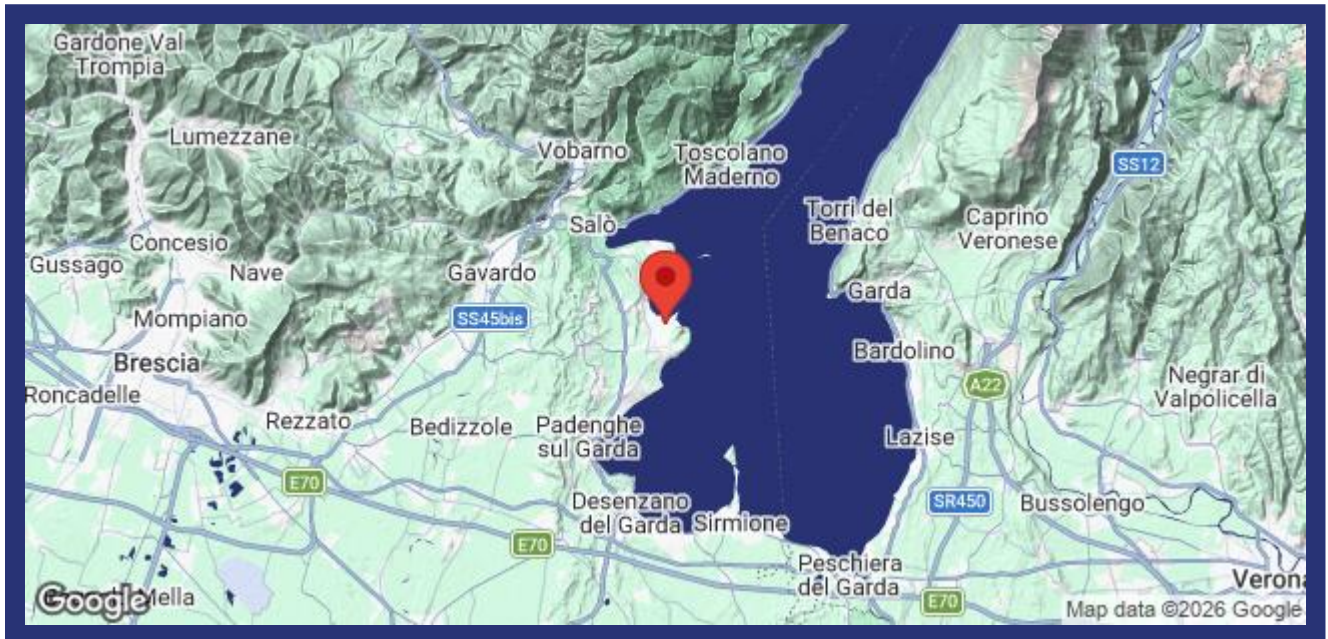 Gardone Val
Trompia
Lumezzane
Vobarno
Toscolano
Maderno
SS12
Concesio
Salò
Torri del
Benaco
Caprino
Veronese
Gussago
Nave
Gavardo
Garda
Mompiano
SS45bis
Brescia
Bardolino
A22
Roncadelle
Negrar di
Valpolicella
Rezzato
Bedizzole
Padenghe
sul Garda
Lazise
E70
Desenzano
del Garda
Sirmione
SR450
Bussolengo
E70
Peschiera
del Garda
Verona
Google
Mella
E70
Map data ©2026 Google